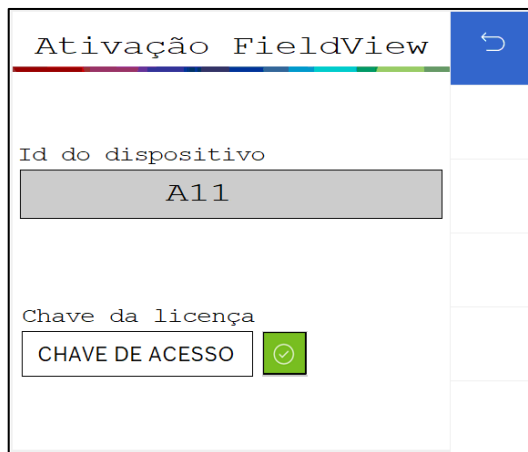 Ativação FieldView
Id do dispositivo
A11
Chave da licença
CHAVE DE ACESSO